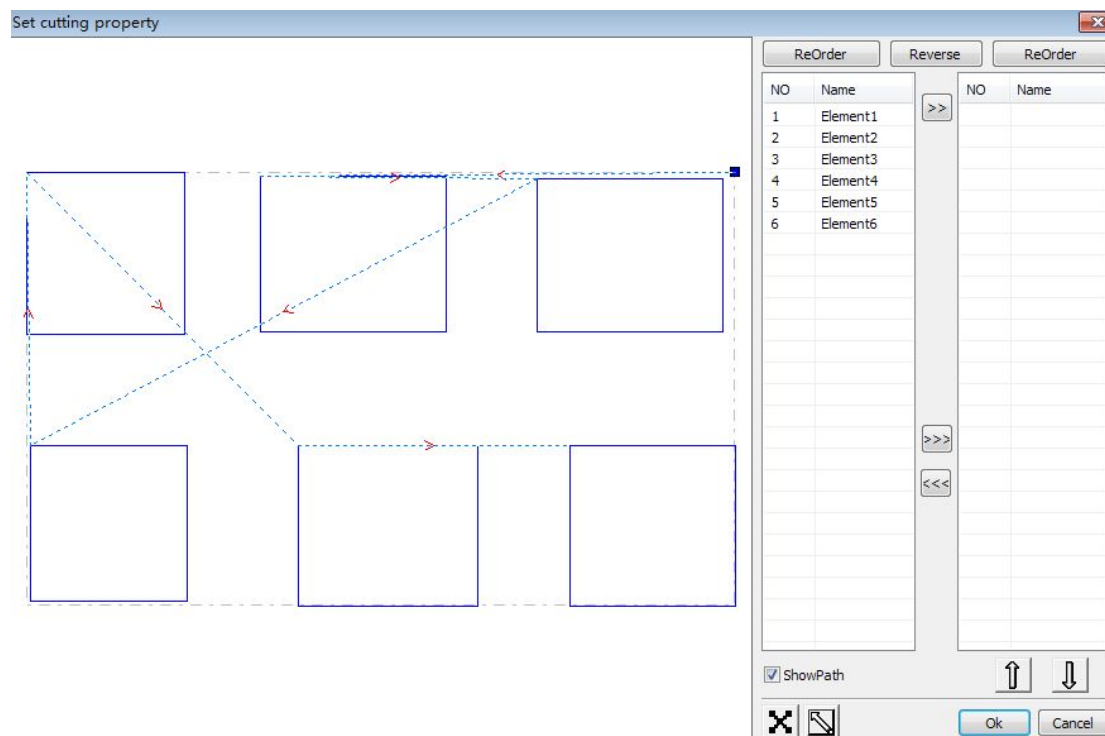 Set cutting property
ReOrder Reverse ReOrder
NO Name >> NO Name
1 Element1
2 Element2
3 Element3
4 Element4
5 Element5
6 Element6
>>>
<<<
ShowPath
Ok Cancel